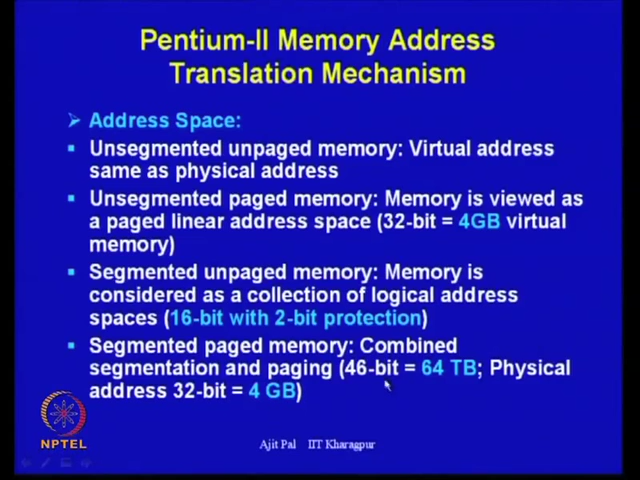 Pentium-II Memory Address
Translation Mechanism
Address Space:
Unsegmented unpaged memory: Virtual address
same as physical address
Unsegmented paged memory: Memory is viewed as
a paged linear address space (32-bit = 4GB virtual
memory)
Segmented unpaged memory: Memory is
considered as a collection of logical address
spaces (16-bit with 2-bit protection)
Segmented paged memory: Combined
segmentation and paging (46-bit = 64 TB; Physical
address 32-bit = 4 GB)
NPTEL
Ajit Pal IIT Kharagpur